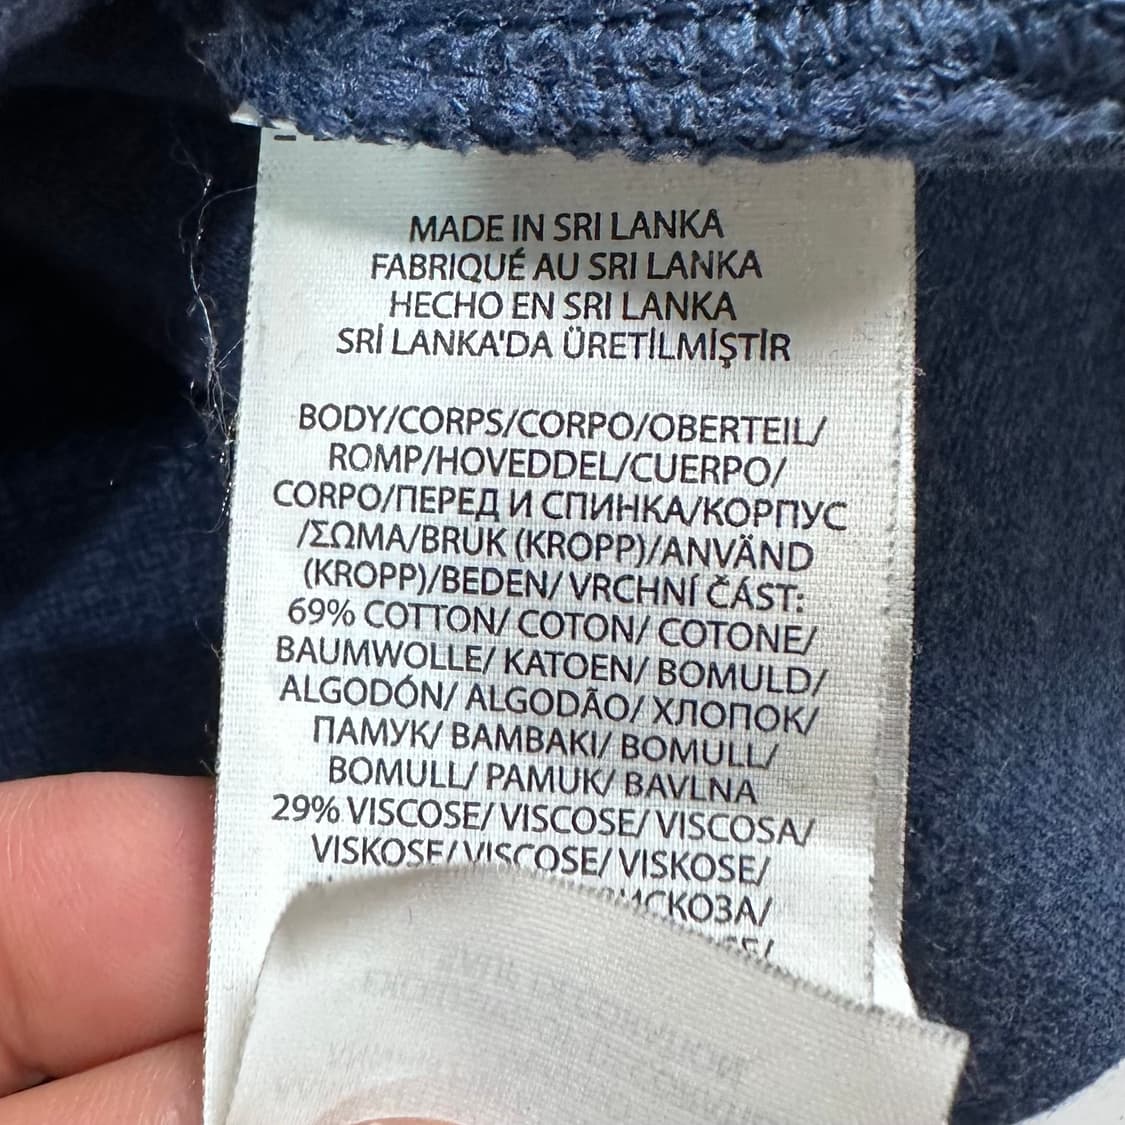 MADE IN SRI LANKA
FABRIQUÉ AU SRI LANKA
HECHO EN SRI LANKA
SRİ LANKA'DA ÜRETİLMİŞTİR
BODY/CORPS/CORPO/OBERTEIL/
ROMP/HOVEDDEL/CUERPO/
CORPO/ПЕРЕД И СПИНКА/КОРПУС
/ΣΩΜΑ/BRUK (KROPP)/ANVÄND
(KROPP)/BEDEN/ VRCHNÍ ČÁST:
69% COTTON/ COTON/ COTONE/
BAUMWOLLE/ KATOEN/ BOMULD/
ALGODÓN/ ALGODÃO/ ХЛОПОК/
ПАМУК/ BAMBAKI/ BOMULL/
BOMULL/ PAMUK/ BAVLNA
29% VISCOSE/ VISCOSE/ VISCOSA/
VISKOSE/ VISCOSE/ VISKOSE/